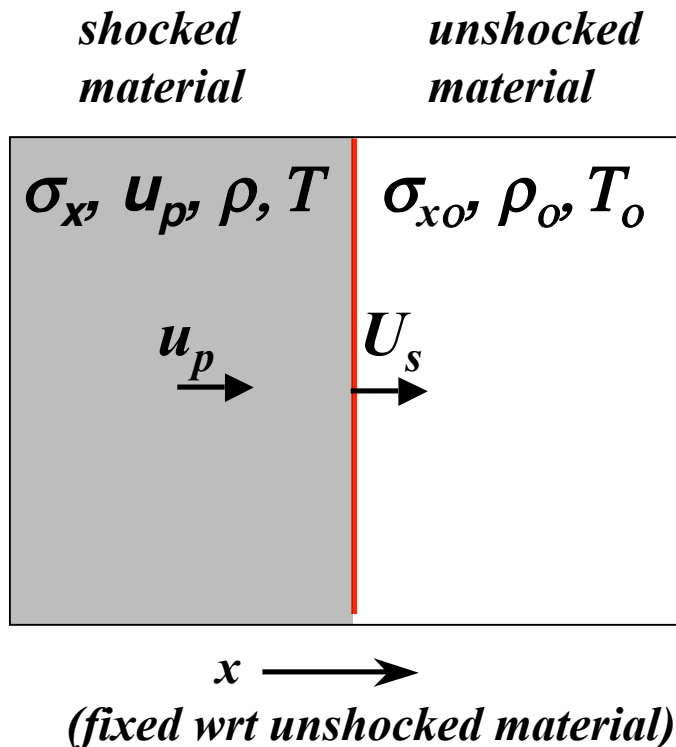 shocked unshocked
material material
σₓ, uₚ, ρ, T σₓₒ, ρₒ, Tₒ
uₚ Uₛ
x
(fixed wrt unshocked material)